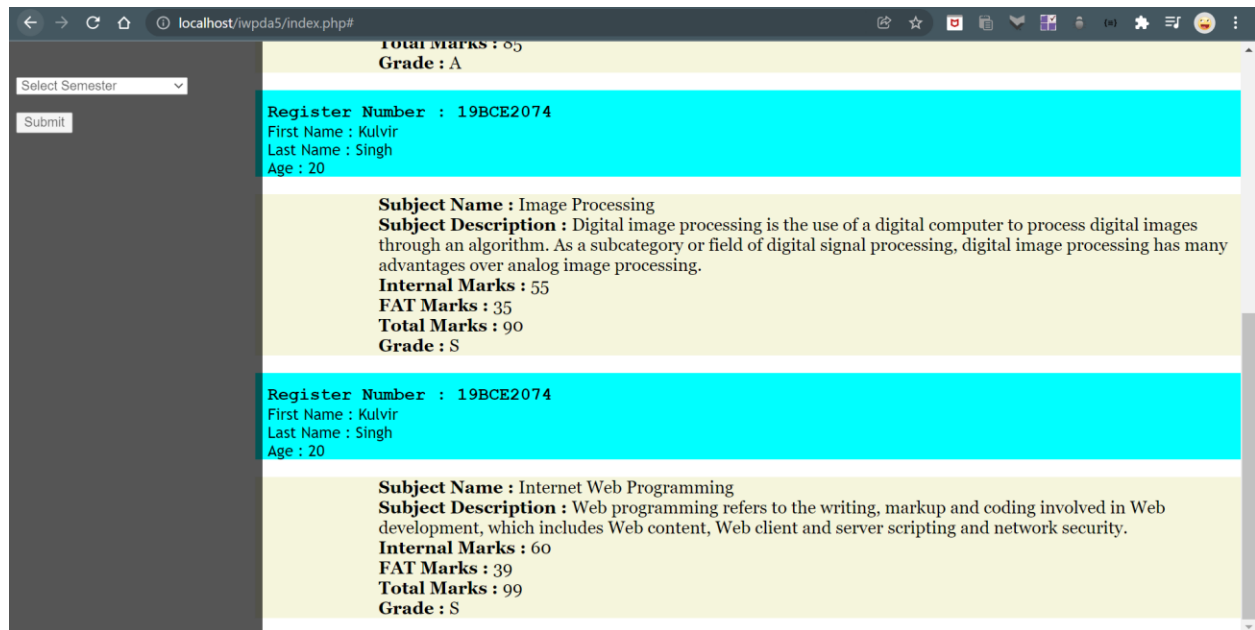 localhost/iwpda5/index.php#
Total Marks : 85
Grade : A
Select Semester
Submit
Register Number : 19BCE2074
First Name : Kulvir
Last Name : Singh
Age : 20
Subject Name : Image Processing
Subject Description : Digital image processing is the use of a digital computer to process digital images
through an algorithm. As a subcategory or field of digital signal processing, digital image processing has many
advantages over analog image processing.
Internal Marks : 55
FAT Marks : 35
Total Marks : 90
Grade : S
Register Number : 19BCE2074
First Name : Kulvir
Last Name : Singh
Age : 20
Subject Name : Internet Web Programming
Subject Description : Web programming refers to the writing, markup and coding involved in Web
development, which includes Web content, Web client and server scripting and network security.
Internal Marks : 60
FAT Marks : 39
Total Marks : 99
Grade : S